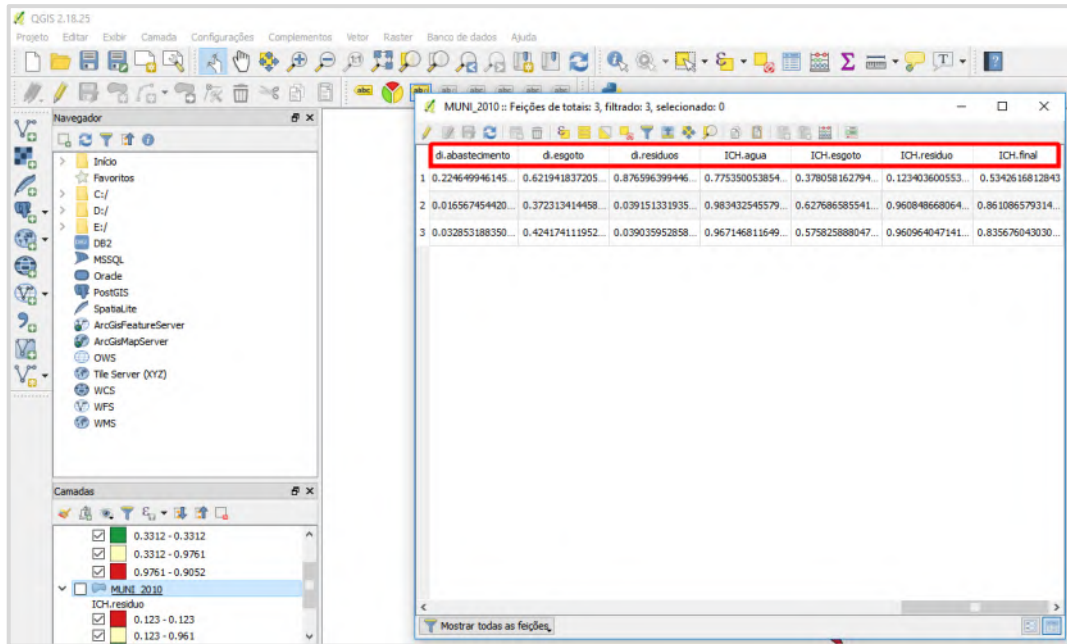 QGIS 2.18.25
Projeto Editar Exibir Camada Configurações Complementos Vetor Raster Banco de dados Ajuda
Navegador
Início
Favoritos
C:/
D:/
E:/
DB2
MSSQL
Oracle
PostGIS
SpatiaLite
ArcGisFeatureServer
ArcGisMapServer
OWS
Tile Server (XYZ)
WCS
WFS
WMS
Camadas
0.3312 - 0.3312
0.3312 - 0.9761
0.9761 - 0.9052
MUNI_2010
ICH.residuo
0.123 - 0.123
0.123 - 0.961
MUNI_2010 :: Feições de totais: 3, filtrado: 3, selecionado: 0
di.abastecimento di.esgoto di.residuos ICH.agua ICH.esgoto ICH.residuo ICH.final
1 0.224649946145... 0.621941837205... 0.876596399446... 0.775350053854... 0.378058162794... 0.123403600553... 0.5342616812843
2 0.016567454420... 0.372313414458... 0.039151331935... 0.983432545579... 0.627686585541... 0.960848668064... 0.861086579314...
3 0.032853188350... 0.424174111952... 0.039035952858... 0.967146811649... 0.575825888047... 0.960964047141... 0.835676043030...
Mostrar todas as feições